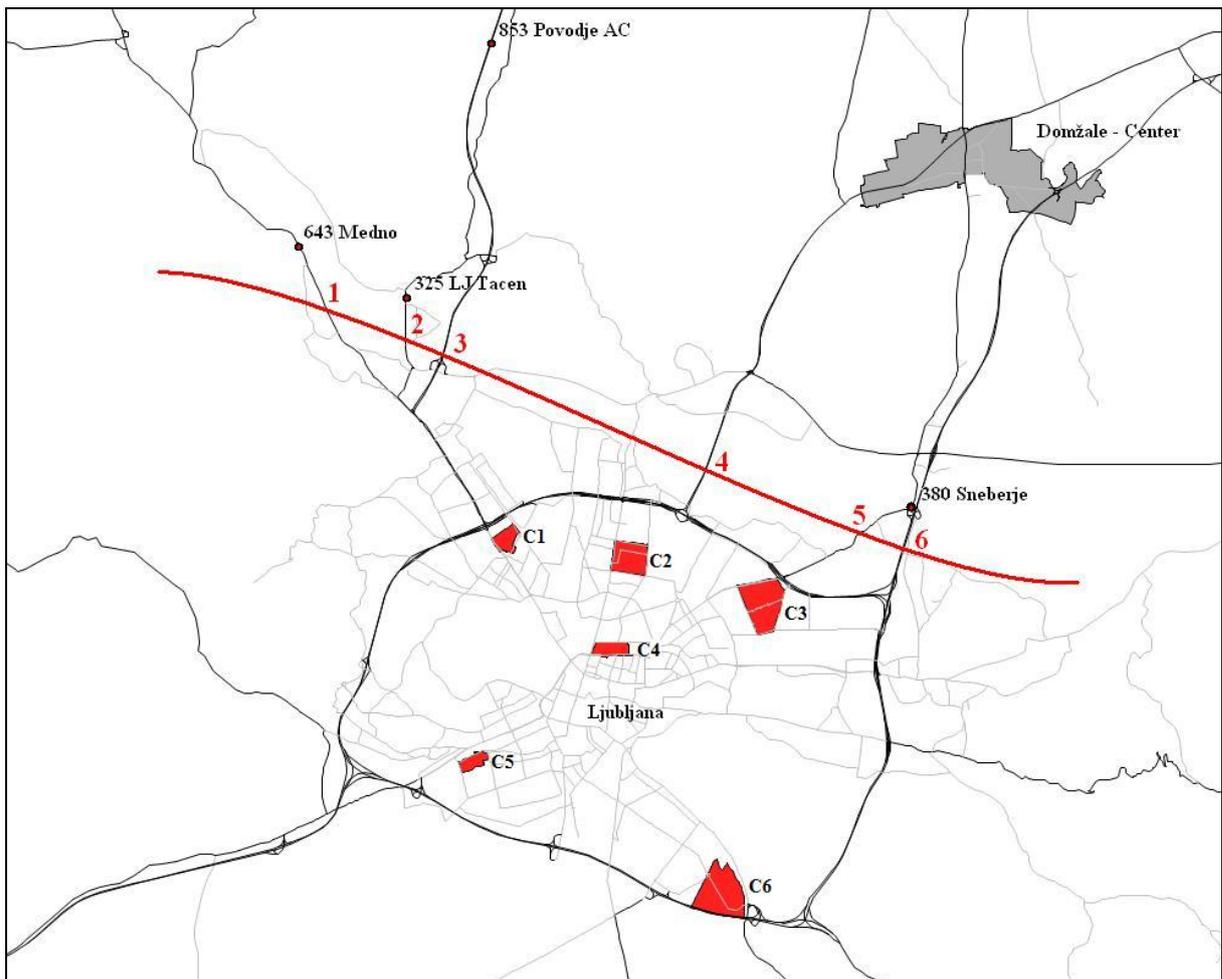 853 Povodje AC
Domžale - Center
643 Medno
325 LJ Tacen
1
2
3
4
380 Sneberje
5
6
C1
C2
C3
C4
Ljubljana
C5
C6